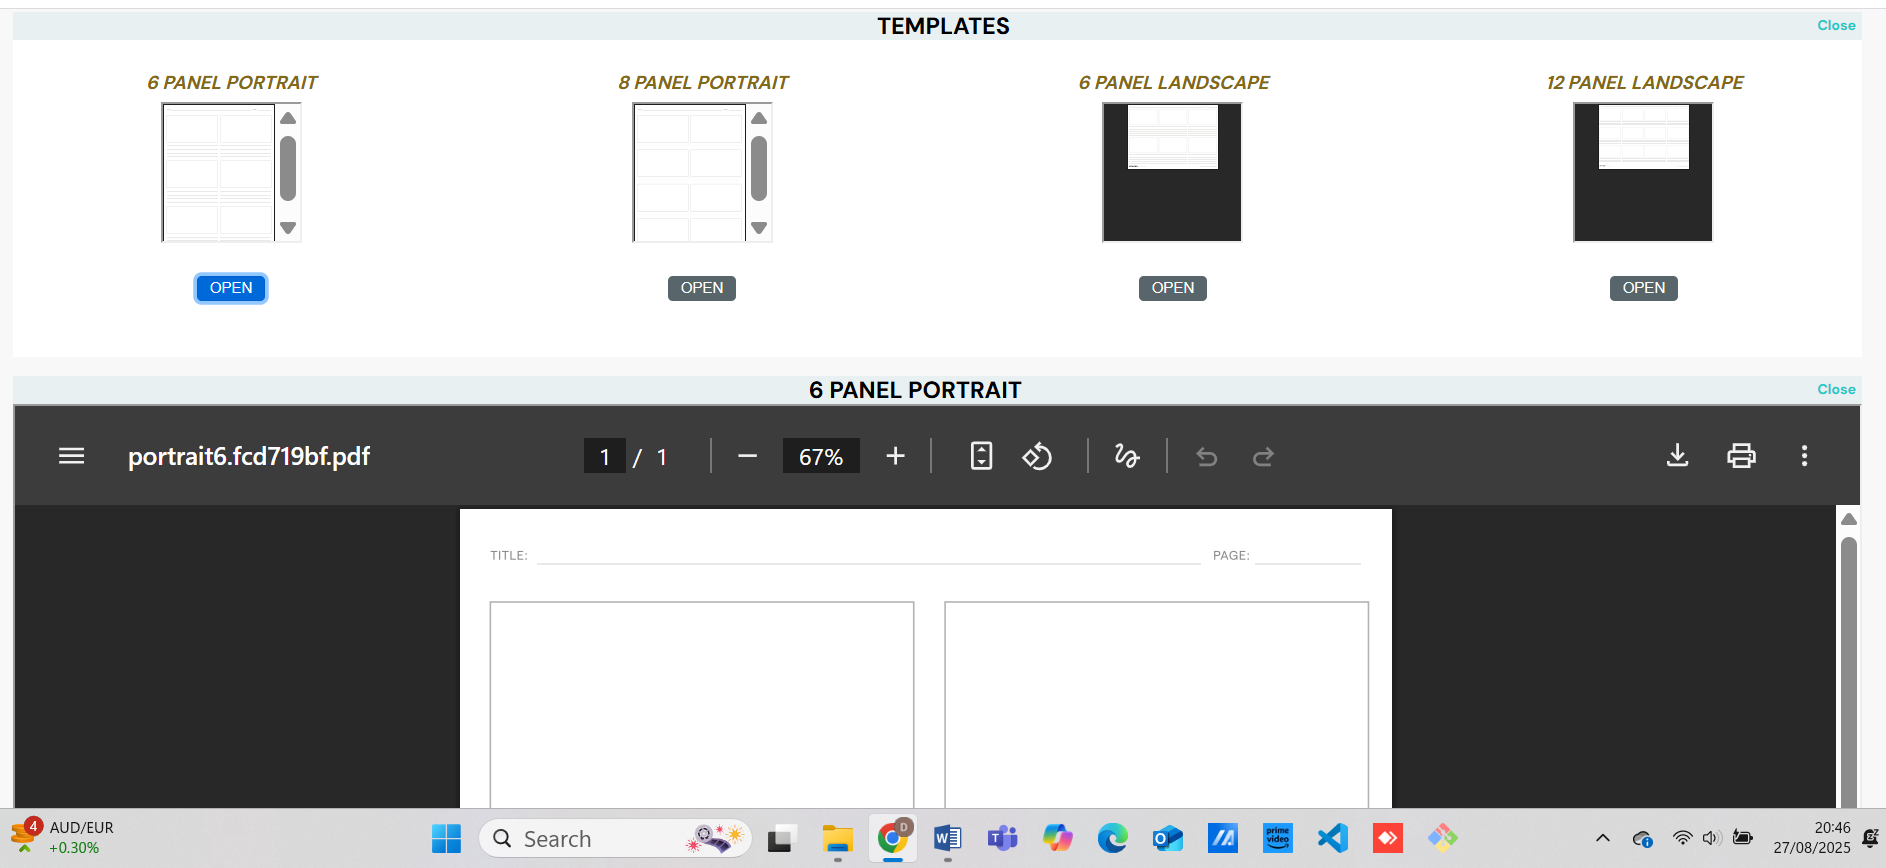 TEMPLATES
Close
6 PANEL PORTRAIT
8 PANEL PORTRAIT
6 PANEL LANDSCAPE
12 PANEL LANDSCAPE
OPEN
OPEN
OPEN
OPEN
6 PANEL PORTRAIT
Close
portrait6.fcd719bf.pdf
1 / 1
67%
TITLE:
PAGE:
4
AUD/EUR
+0.30%
Search
D
prime video
20:46
27/08/2025